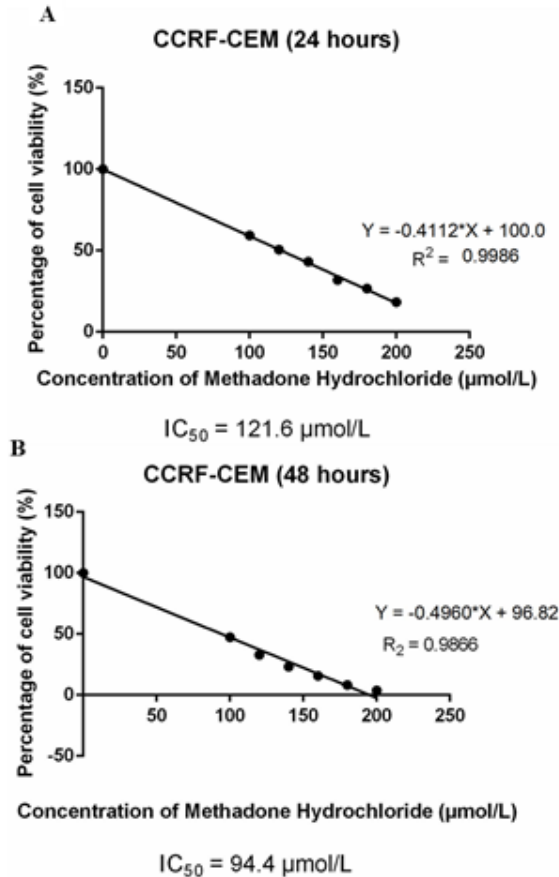 A
CCRF-CEM (24 hours)
Percentage of cell viability (%)
150
100
50
0
Y = -0.4112*X + 100.0
R² = 0.9986
0 50 100 150 200 250
Concentration of Methadone Hydrochloride (µmol/L)
IC₅₀ = 121.6 µmol/L
B
CCRF-CEM (48 hours)
Percentage of cell viability (%)
150
100
50
0
-50
Y = -0.4960*X + 96.82
R₂ = 0.9866
50 100 150 200 250
Concentration of Methadone Hydrochloride (µmol/L)
IC₅₀ = 94.4 µmol/L